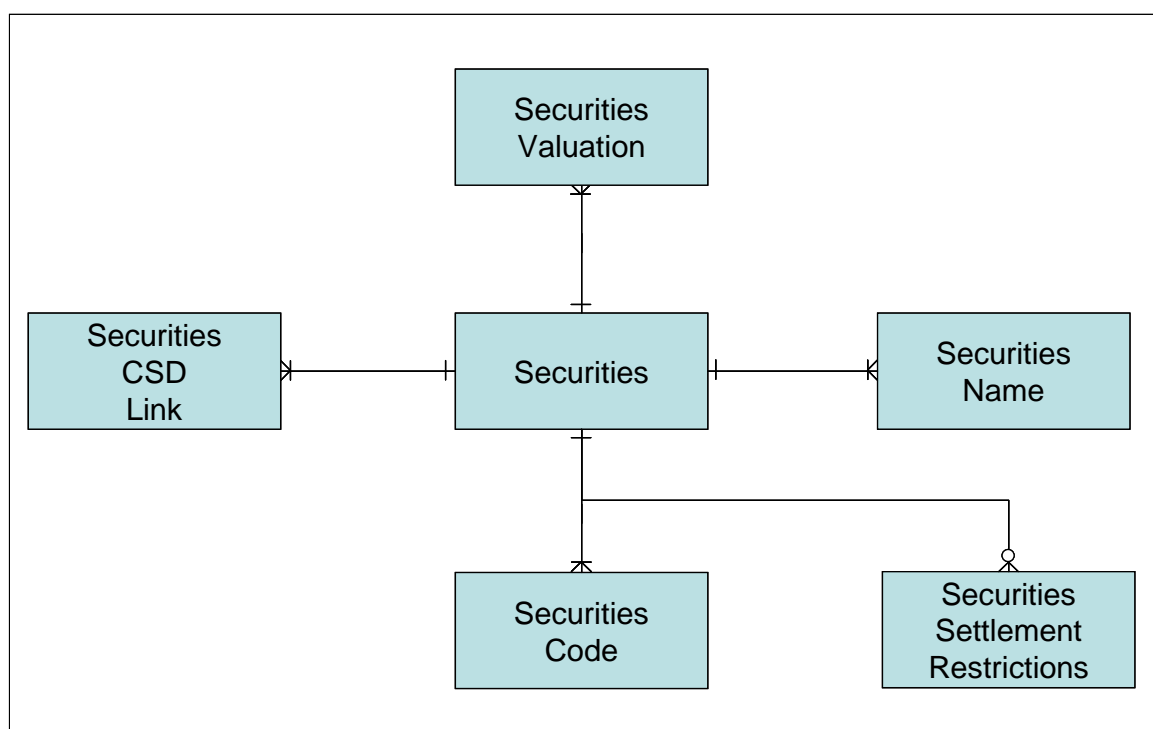 Securities
Valuation
Securities
CSD
Link
Securities
Securities
Name
Securities
Code
Securities
Settlement
Restrictions